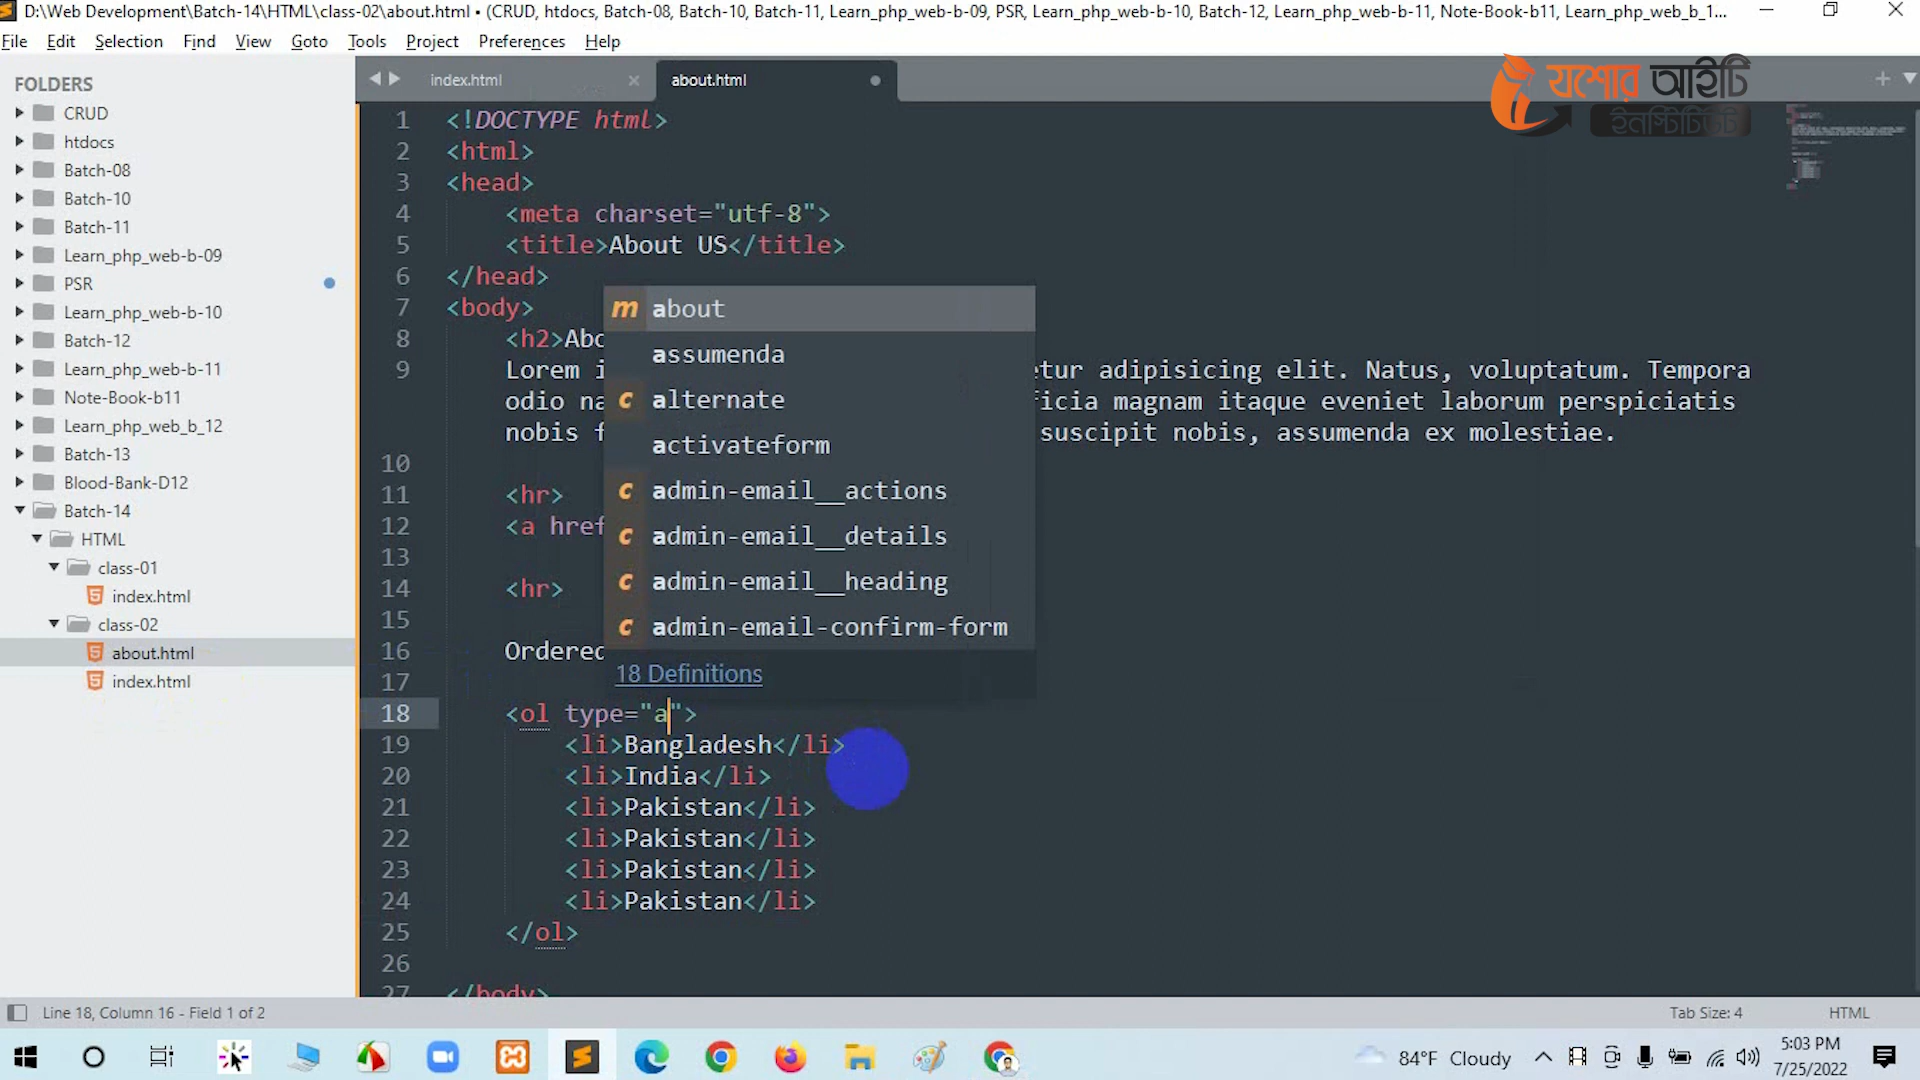 D:\Web Development\Batch-14\HTML\class-02\about.html • (CRUD, htdocs, Batch-08, Batch-10, Batch-11, Learn_php_web-b-09, PSR, Learn_php_web-b-10, Batch-12, Learn_php_web-b-11, Note-Book-b11, Learn_php_web_b_1...
File Edit Selection Find View Goto Tools Project Preferences Help
যশোর আইটি
ইনস্টিটিউট
FOLDERS
CRUD
htdocs
Batch-08
Batch-10
Batch-11
Learn_php_web-b-09
PSR
Learn_php_web-b-10
Batch-12
Learn_php_web-b-11
Note-Book-b11
Learn_php_web_b_12
Batch-13
Blood-Bank-D12
Batch-14
HTML
class-01
index.html
class-02
about.html
index.html
index.html about.html
1 <!DOCTYPE html>
2 <html>
3 <head>
4 <meta charset="utf-8">
5 <title>About US</title>
6 </head>
7 <body>
8 <h2>Abo
9 Lorem i etur adipisicing elit. Natus, voluptatum. Tempora
odio na ficia magnam itaque eveniet laborum perspiciatis
nobis f suscipit nobis, assumenda ex molestiae.
10
11 <hr>
12 <a href
13
14 <hr>
15
16 Ordered
17
18 <ol type="a">
19 <li>Bangladesh</li>
20 <li>India</li>
21 <li>Pakistan</li>
22 <li>Pakistan</li>
23 <li>Pakistan</li>
24 <li>Pakistan</li>
25 </ol>
26
27 </body>
m about
assumenda
c alternate
activateform
c admin-email__actions
c admin-email__details
c admin-email__heading
c admin-email-confirm-form
18 Definitions
Line 18, Column 16 - Field 1 of 2
Tab Size: 4
HTML
84°F Cloudy
5:03 PM
7/25/2022